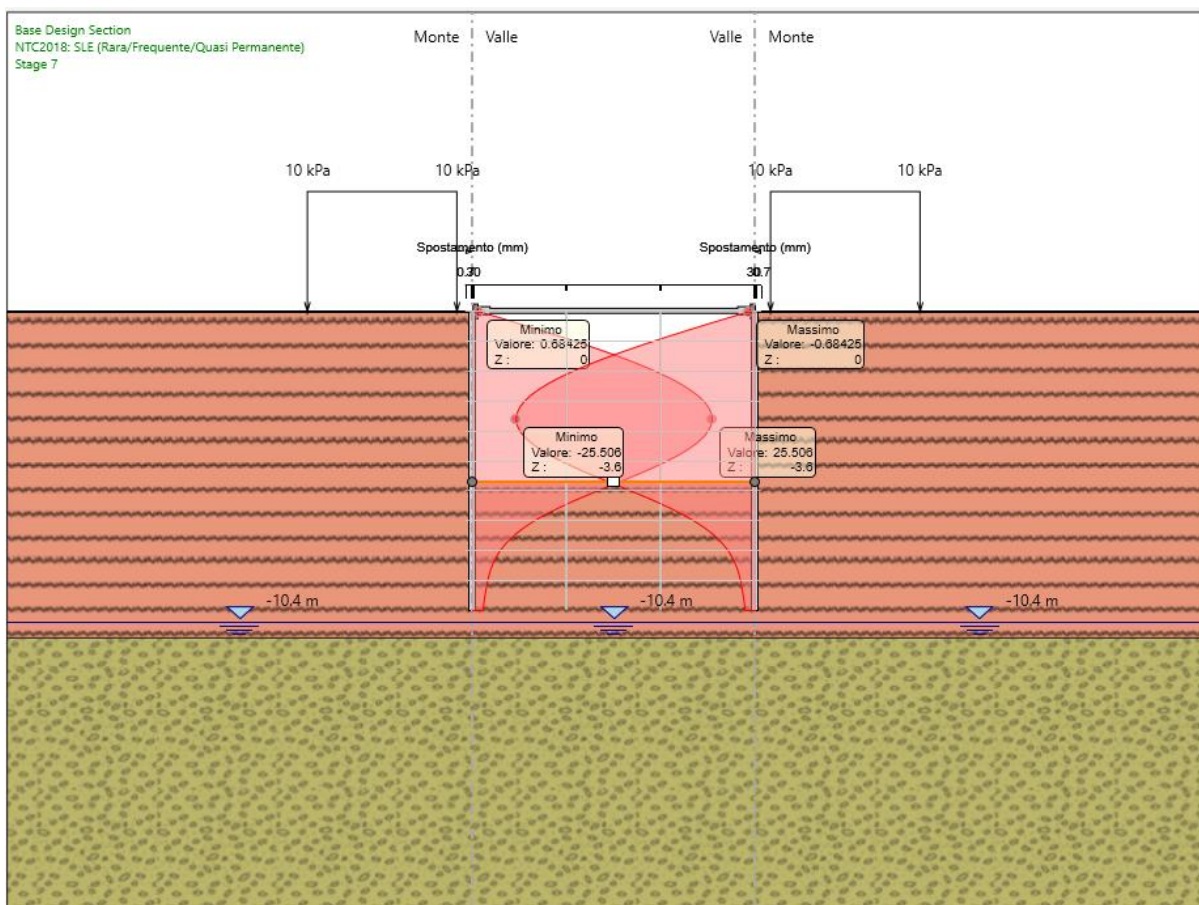 Base Design Section
NTC2018: SLE (Rara/Frequente/Quasi Permanente)
Stage 7
Monte Valle
Valle Monte
10 kPa
10 kPa
10 kPa
10 kPa
Spostamento (mm)
Spostamento (mm)
Minimo
Valore: 0.68425
Z : 0
Massimo
Valore: -0.68425
Z : 0
Minimo
Valore: -25.506
Z : -3.6
Massimo
Valore: 25.506
Z : -3.6
-10.4 m
-10.4 m
-10.4 m